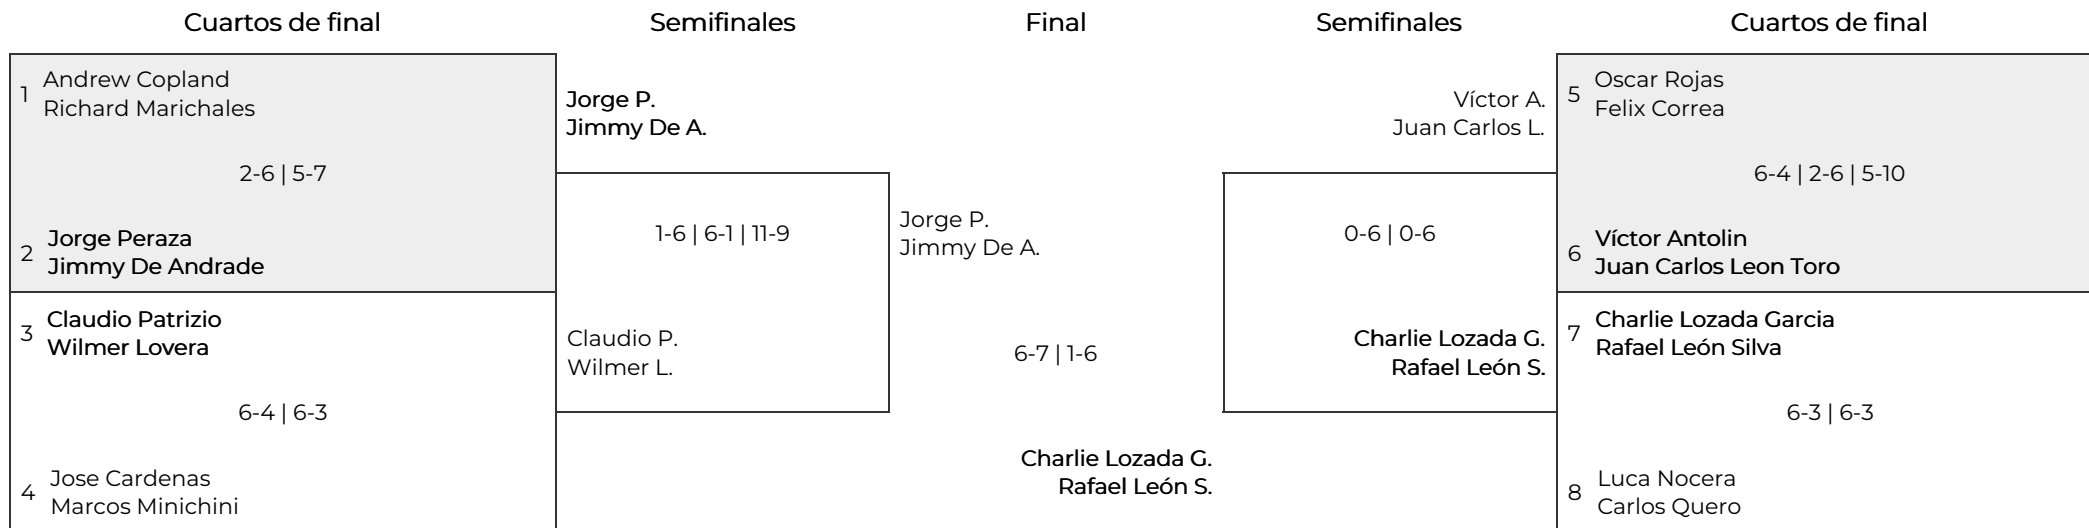 Cuartos de final
Semifinales
Final
Semifinales
Cuartos de final
1
Andrew Copland
Richard Marichales
2-6 | 5-7
2
Jorge Peraza
Jimmy De Andrade
3
Claudio Patrizio
Wilmer Lovera
6-4 | 6-3
4
Jose Cardenas
Marcos Minichini
Jorge P.
Jimmy De A.
1-6 | 6-1 | 11-9
Claudio P.
Wilmer L.
Jorge P.
Jimmy De A.
6-7 | 1-6
Charlie Lozada G.
Rafael León S.
Víctor A.
Juan Carlos L.
0-6 | 0-6
Charlie Lozada G.
Rafael León S.
5
Oscar Rojas
Felix Correa
6-4 | 2-6 | 5-10
6
Víctor Antolin
Juan Carlos Leon Toro
7
Charlie Lozada Garcia
Rafael León Silva
6-3 | 6-3
8
Luca Nocera
Carlos Quero